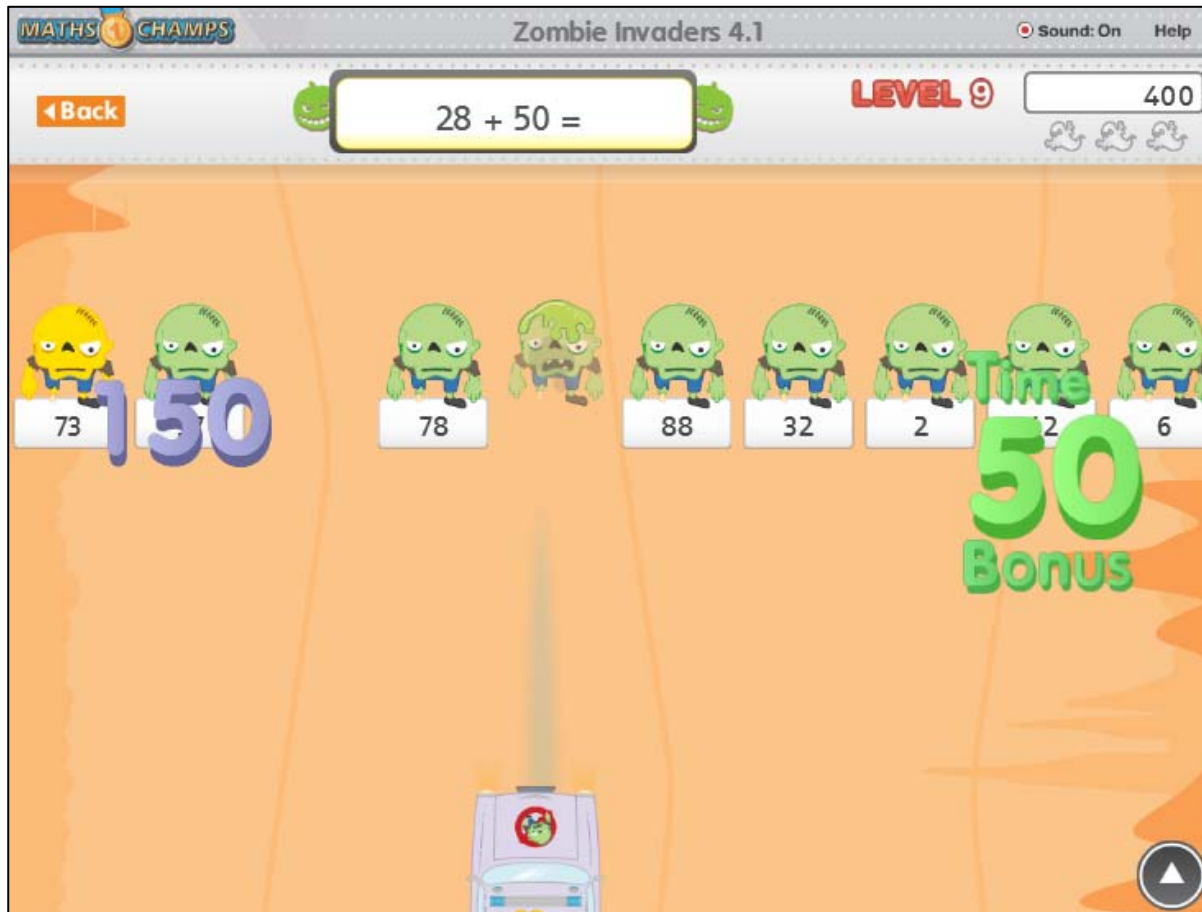 MATHS 1 CHAMPS
Zombie Invaders 4.1
Sound: On
Help
Back
28 + 50 =
LEVEL 9
400
73
150
78
88
32
2
6
Time
50
Bonus